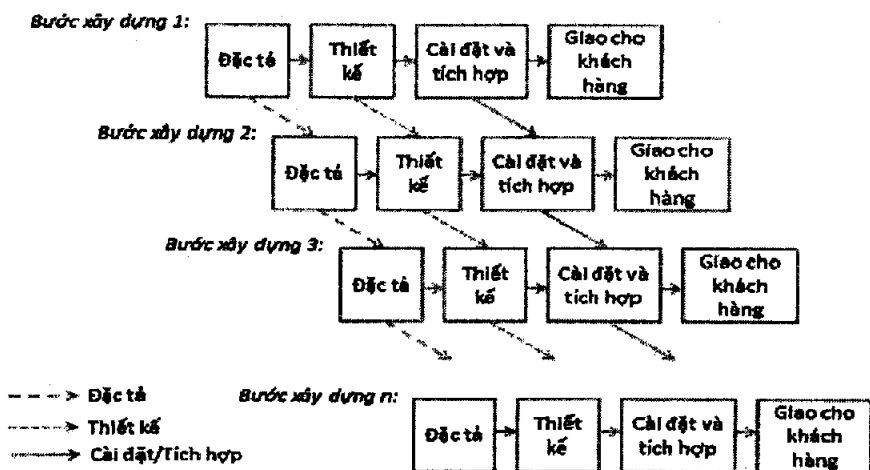 Bước xây dựng 1:
Đặc tả
Thiết
kế
Cài đặt và
tích hợp
Giao cho
khách
hàng
Bước xây dựng 2:
Đặc tả
Thiết
kế
Cài đặt và
tích hợp
Giao cho
khách
hàng
Bước xây dựng 3:
Đặc tả
Thiết
kế
Cài đặt và
tích hợp
Giao cho
khách
hàng
Đặc tả
Thiết kế
Cài đặt/Tích hợp
Bước xây dựng n:
Đặc tả
Thiết
kế
Cài đặt và
tích hợp
Giao cho
khách
hàng